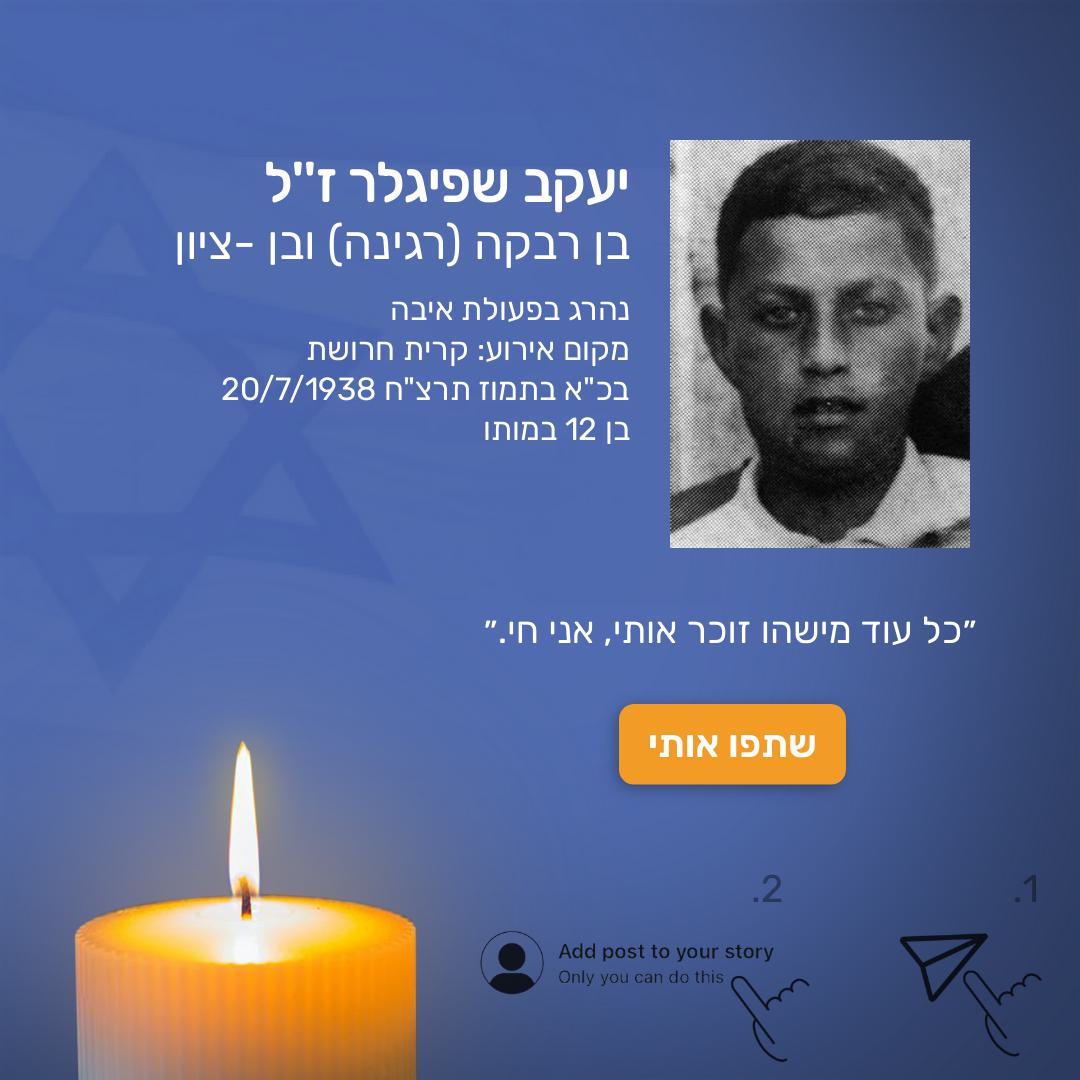 יעקב שפיגלר ז"ל
בן רבקה (רגינה) ובן -ציון
נהרג בפעולת איבה
מקום אירוע: קרית חרושת
בכ"א בתמוז תרצ"ח 20/7/1938
בן 12 במותו
״כל עוד מישהו זוכר אותי, אני חי.״
שתפו אותי
.1
.2
Add post to your story
Only you can do this